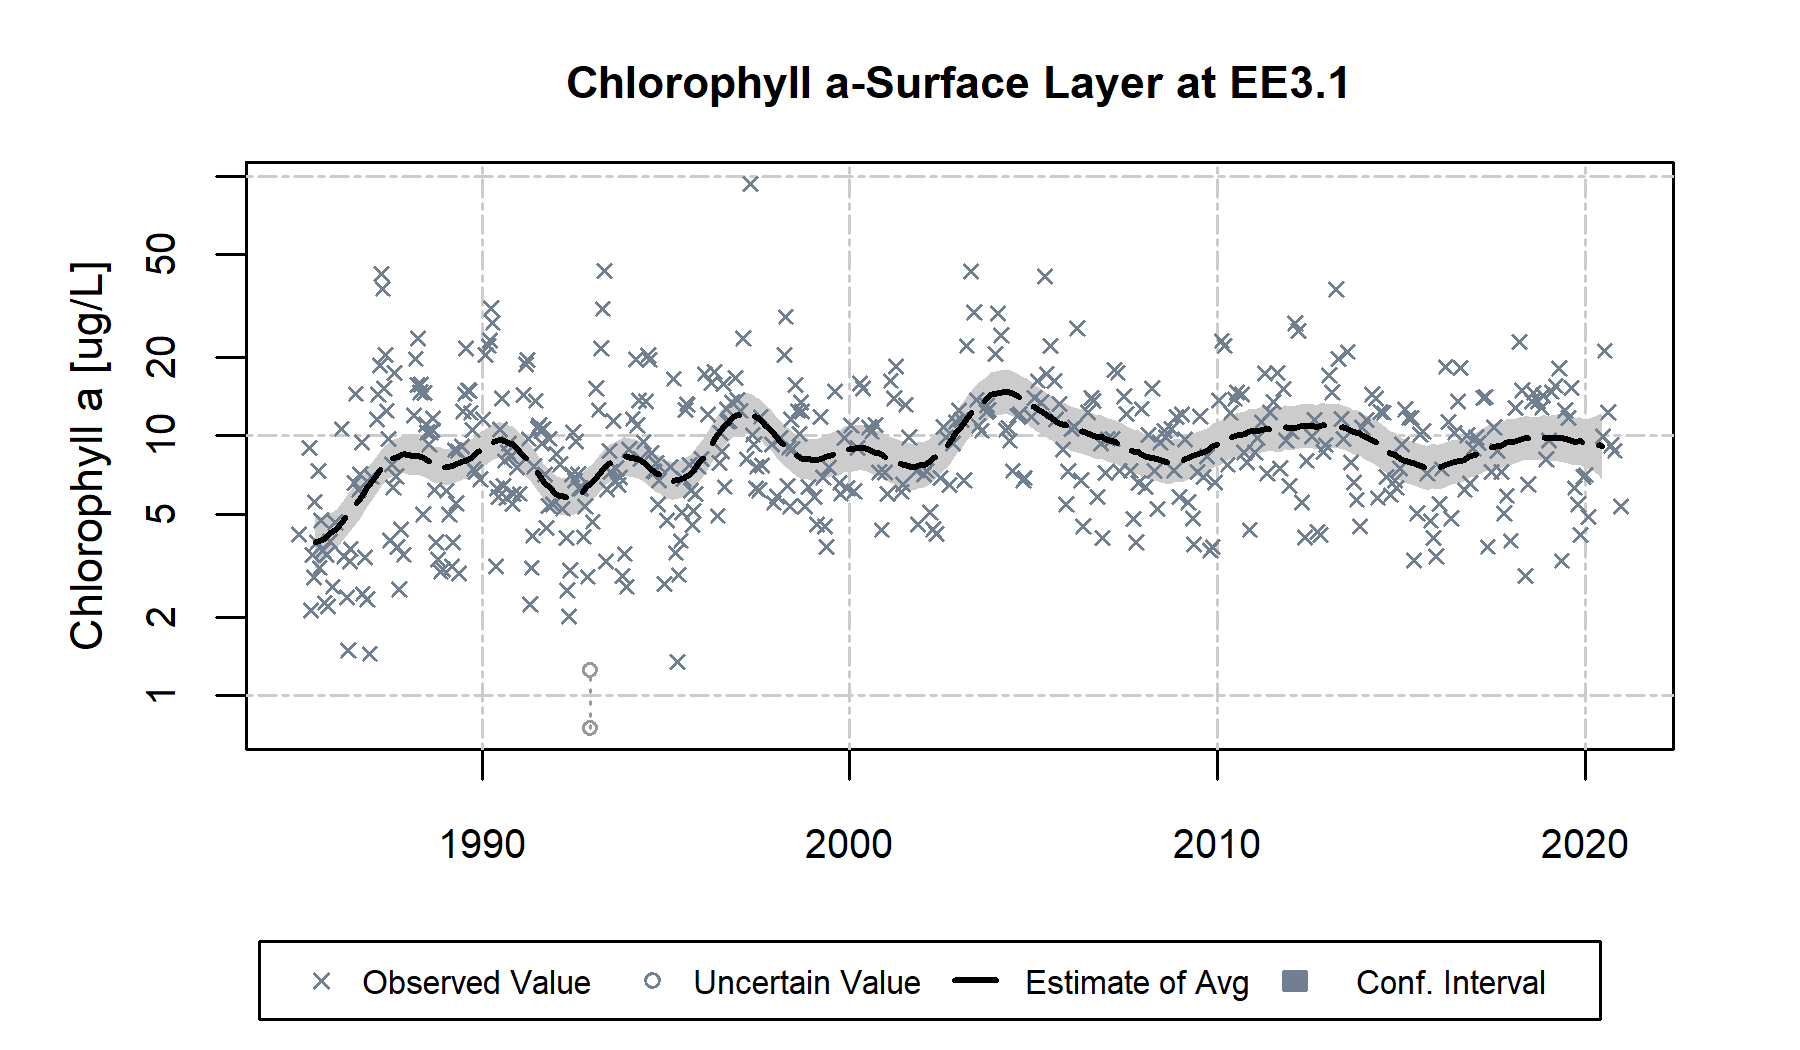 Chlorophyll a-Surface Layer at EE3.1
Chlorophyll a [ug/L]
50
20
10
5
2
1
1990 2000 2010 2020
Observed Value Uncertain Value Estimate of Avg Conf. Interval